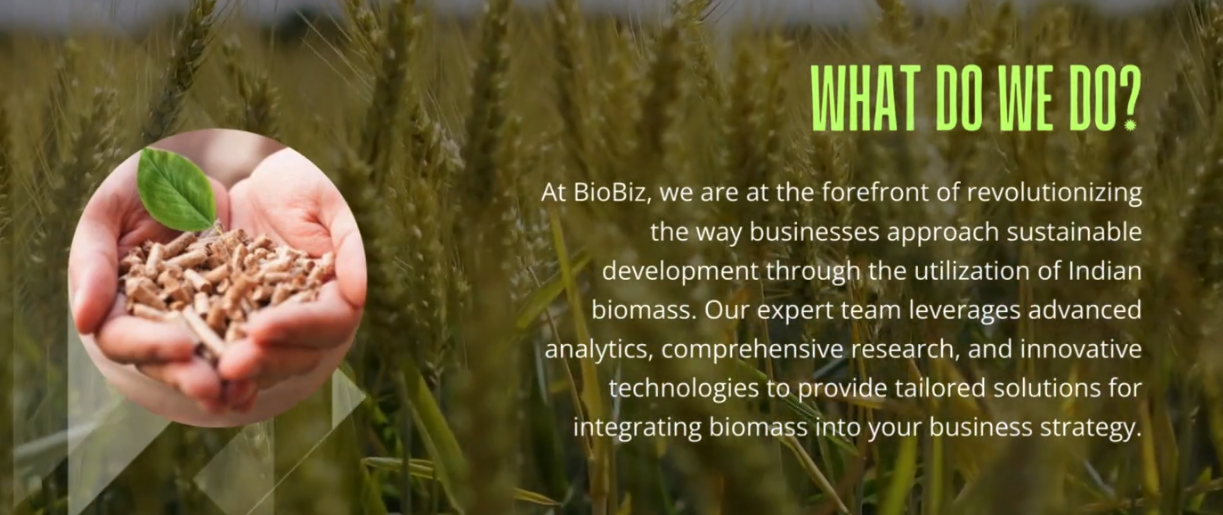 WHAT DO WE DO?
At BioBiz, we are at the forefront of revolutionizing
the way businesses approach sustainable
development through the utilization of Indian
biomass. Our expert team leverages advanced
analytics, comprehensive research, and innovative
technologies to provide tailored solutions for
integrating biomass into your business strategy.